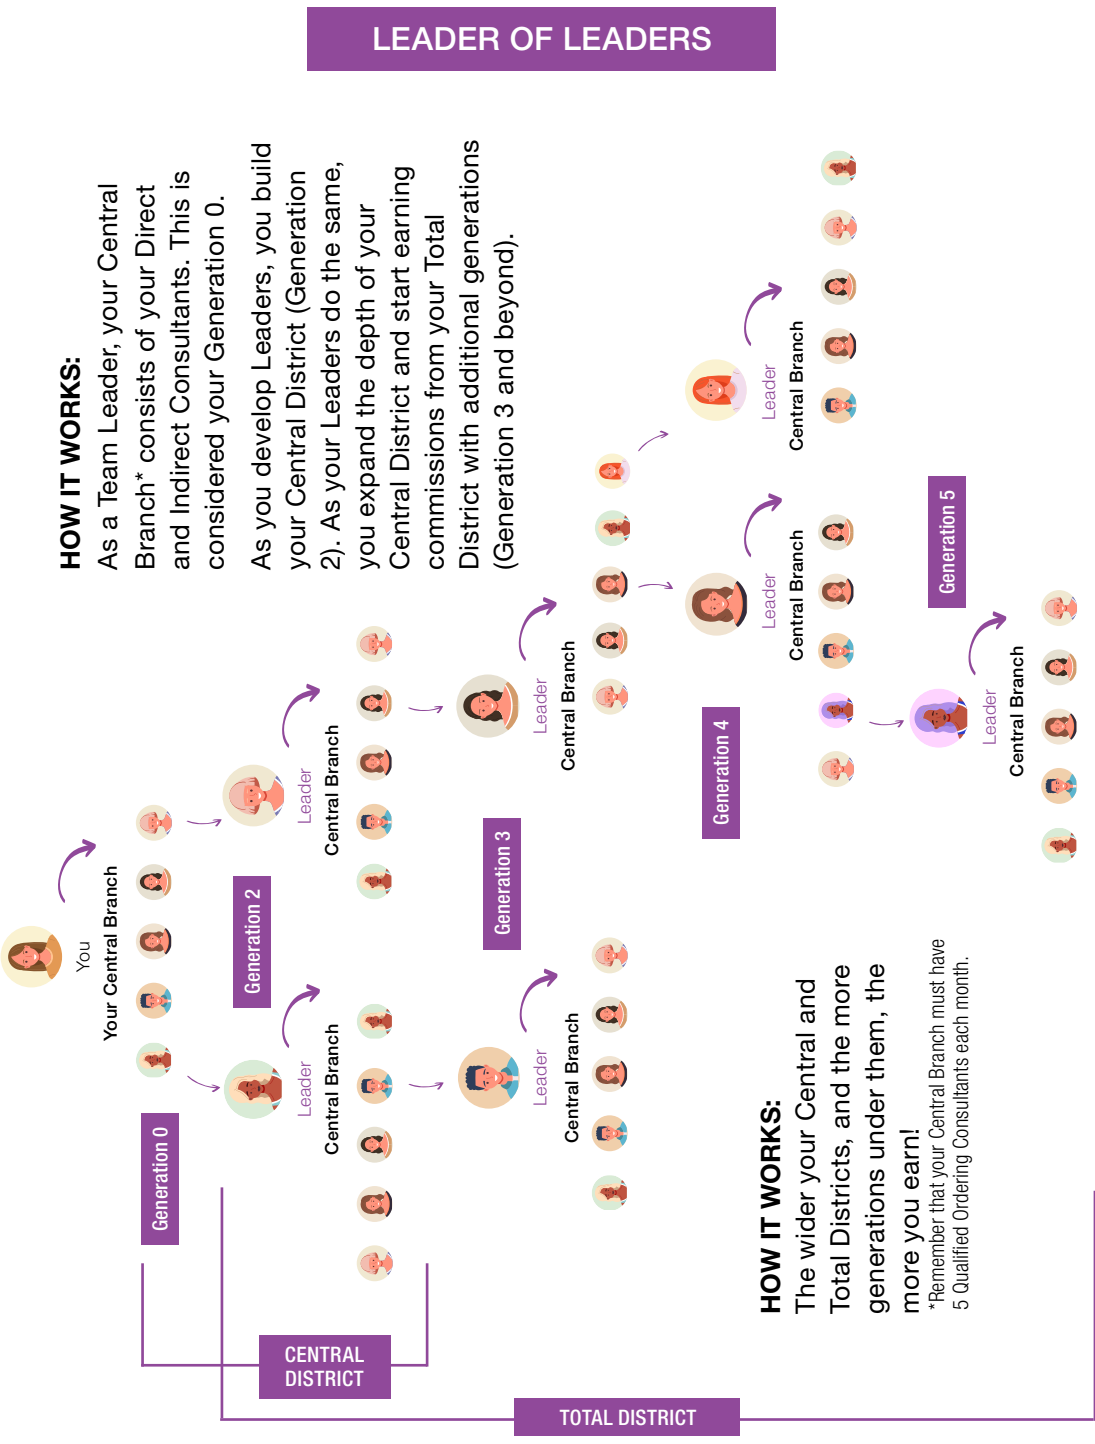 LEADER OF LEADERS
HOW IT WORKS:
As a Team Leader, your Central
Branch* consists of your Direct
and Indirect Consultants. This is
considered your Generation 0.
As you develop Leaders, you build
your Central District (Generation
2). As your Leaders do the same,
you expand the depth of your
Central District and start earning
commissions from your Total
District with additional generations
(Generation 3 and beyond).
You
Your Central Branch
Generation 0
Generation 2
Leader
Central Branch
Leader
Central Branch
Generation 3
Leader
Central Branch
Leader
Central Branch
Generation 4
Leader
Central Branch
Leader
Central Branch
Generation 5
Leader
Central Branch
HOW IT WORKS:
The wider your Central and
Total Districts, and the more
generations under them, the
more you earn!
*Remember that your Central Branch must have
5 Qualified Ordering Consultants each month.
CENTRAL
DISTRICT
TOTAL DISTRICT